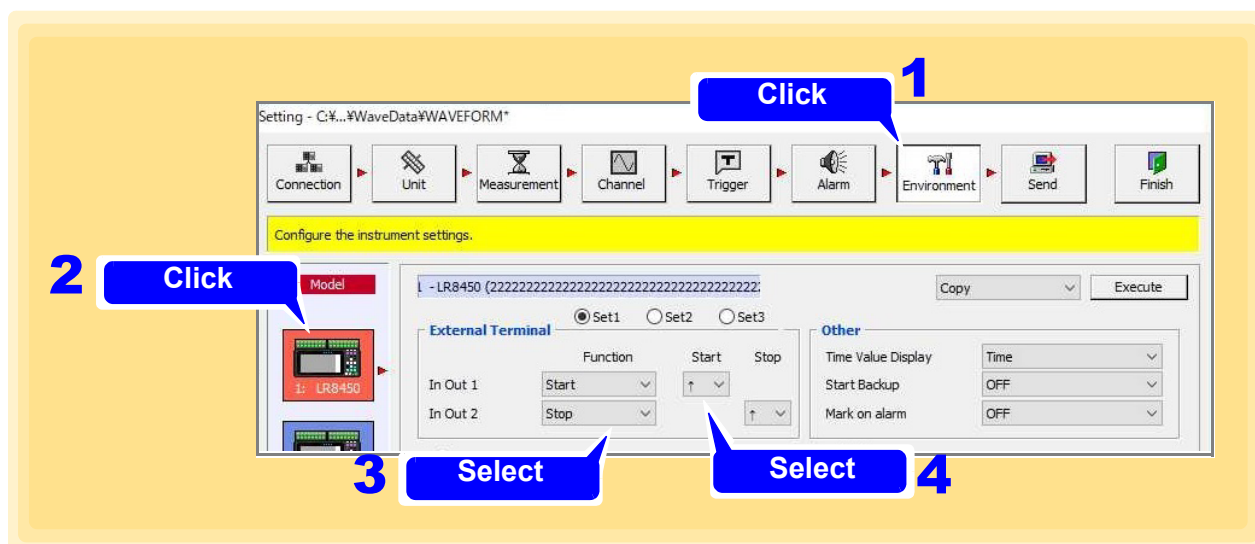 1
Click
Setting - C:¥...¥WaveData¥WAVEFORM*
Connection Unit Measurement Channel Trigger Alarm Environment Send Finish
Configure the instrument settings.
2
Click
Model
1: LR8450
- LR8450 (22222222222222222222222222222222222222
Copy
Execute
Set1 Set2 Set3
External Terminal
Function Start Stop
In Out 1 Start ↑
In Out 2 Stop ↑
Other
Time Value Display Time
Start Backup OFF
Mark on alarm OFF
3
Select
Select
4